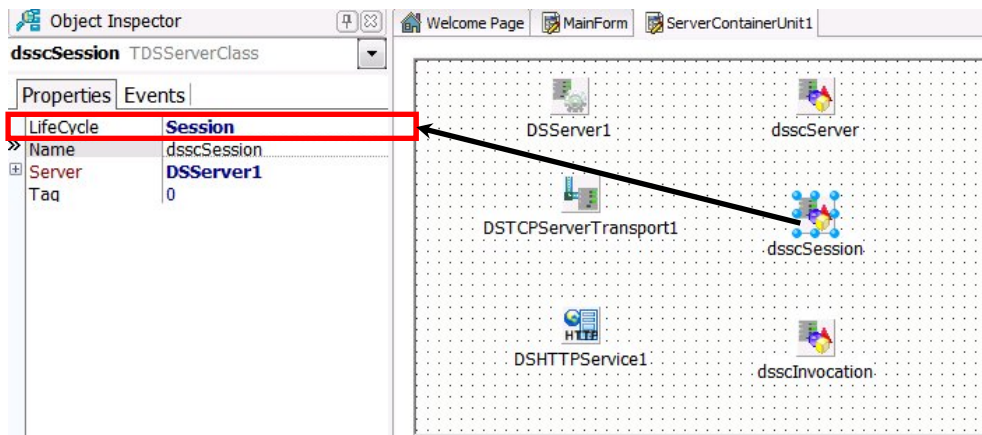 Object Inspector
dsscSession TDSServerClass
Properties Events
LifeCycle Session
Name dsscSession
Server DSServer1
Tag 0
Welcome Page MainForm ServerContainerUnit1
DSServer1 dsscServer
DSTCPServerTransport1
dsscSession
HTTP
DSHTTPService1
dsscInvocation